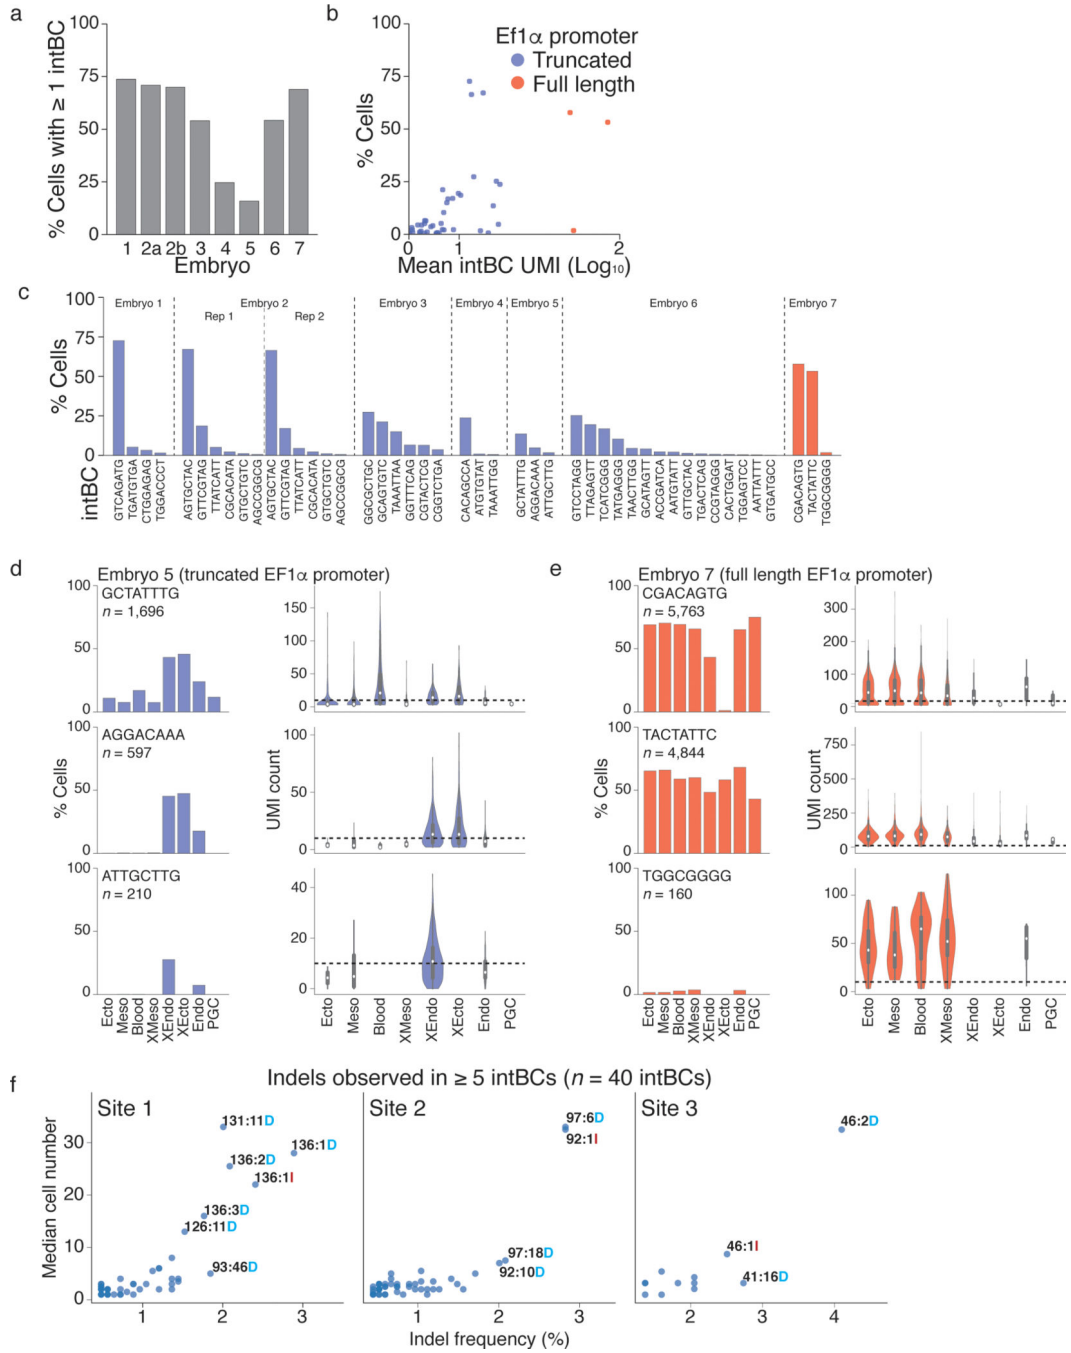 a
100
75
50
25
0
% Cells with ≥ 1 intBC
1 2a 2b 3 4 5 6 7
Embryo
b
100
75
50
25
0
% Cells
Ef1α promoter
Truncated
Full length
0 1 2
Mean intBC UMI (Log10)
c
100
75
50
25
0
% Cells
intBC
Embryo 1
Embryo 2
Rep 1
Rep 2
Embryo 3
Embryo 4
Embryo 5
Embryo 6
Embryo 7
GTCAGATG
TGATGTGA
CTGGAGAG
TGGACCCT
AGTGCTAC
GTTCGTAG
TTATCATT
CGCACATA
GTGCTGTC
AGCCGGCG
AGTGCTAC
GTTCGTAG
TTATCATT
CGCACATA
GTGCTGTC
AGCCGGCG
GGCGCTGC
GCAGTGTC
TAAATTAA
GGTTTCGA
CGTACTCG
CGGTCTGA
CACAGCCA
ATGTGTAT
TAAATTGG
GCTATTTG
AGGACAAA
ATTGCTTG
GTCCTAGG
TTAGAGTT
TCATCGGG
TATGAGGG
TAACTTGG
GCATAGTT
ACCGATCA
AATGTATT
GTTGCTAC
TGACTCAG
CCGTAGGG
CACTGGAT
TGGAGTCC
AATTATTC
GTGATGCC
CGACAGTG
TACTATTC
TGGCGGGG
d
Embryo 5 (truncated EF1α promoter)
GCTATTTG
n = 1,696
100
50
0
150
100
50
0
AGGACAAA
n = 597
100
50
0
% Cells
100
50
0
UMI count
ATTGCTTG
n = 210
100
50
0
40
20
0
Ecto
Meso
Blood
XMeso
XEndo
XEcto
Endo
PGC
Ecto
Meso
Blood
XMeso
XEndo
XEcto
Endo
PGC
e
Embryo 7 (full length EF1α promoter)
CGACAGTG
n = 5,763
100
50
0
300
200
100
0
TACTATTC
n = 4,844
100
50
0
% Cells
750
500
250
0
UMI count
TGGCGGGG
n = 160
100
50
0
100
50
0
Ecto
Meso
Blood
XMeso
XEndo
XEcto
Endo
PGC
Ecto
Meso
Blood
XMeso
XEndo
XEcto
Endo
PGC
f
Indels observed in ≥ 5 intBCs (n = 40 intBCs)
Median cell number
30
20
10
0
Site 1
131:11D
136:1D
136:2D
136:1I
136:3D
126:11D
93:46D
1 2 3
Site 2
97:6D
92:1I
97:18D
92:10D
1 2 3
Site 3
46:2D
46:1I
41:16D
2 3 4
Indel frequency (%)